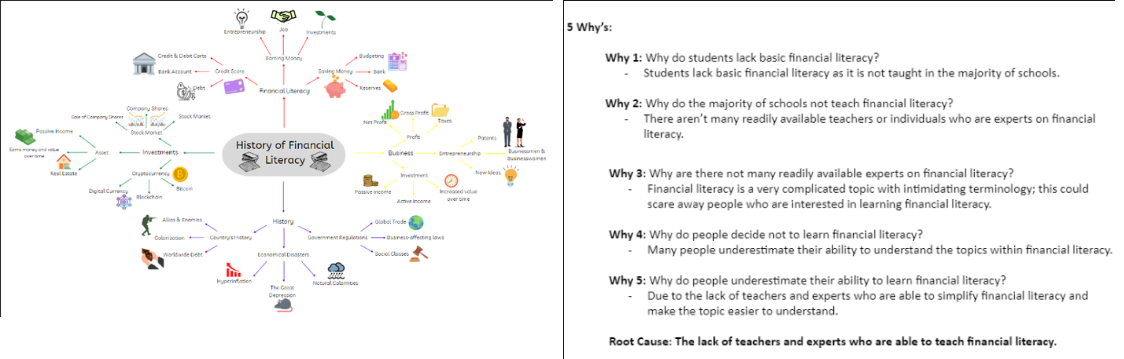 Entrepreneurship
Job
Investments
Earning Money
Credit & Debit Cards
Bank Account
Debt
Credit Score
Financial Literacy
Saving Money
Budgeting
Bank
Reserves
Company Shares
Sale of Company Shares
Stock Market
Stock Market
Passive Income
Earns money and value
over time
Asset
Real Estate
Investments
Cryptocurrency
Digital Currency
Blockchain
Bitcoin
History of Financial
Literacy
Net Profit
Gross Profit
Taxes
Profit
Business
Entrepreneurship
Patents
Businessmen &
Businesswomen
New Ideas
Investment
Passive Income
Active Income
Increased value
over time
History
Allies & Enemies
Colonization
Country's History
Worldwide Debt
Government Regulations
Global Trade
Business-affecting laws
Social Classes
Economical Disasters
Hyperinflation
The Great
Depression
Natural Calamities
5 Why's:
Why 1: Why do students lack basic financial literacy?
- Students lack basic financial literacy as it is not taught in the majority of schools.
Why 2: Why do the majority of schools not teach financial literacy?
- There aren't many readily available teachers or individuals who are experts on financial
literacy.
Why 3: Why are there not many readily available experts on financial literacy?
- Financial literacy is a very complicated topic with intimidating terminology; this could
scare away people who are interested in learning financial literacy.
Why 4: Why do people decide not to learn financial literacy?
- Many people underestimate their ability to understand the topics within financial literacy.
Why 5: Why do people underestimate their ability to learn financial literacy?
- Due to the lack of teachers and experts who are able to simplify financial literacy and
make the topic easier to understand.
Root Cause: The lack of teachers and experts who are able to teach financial literacy.